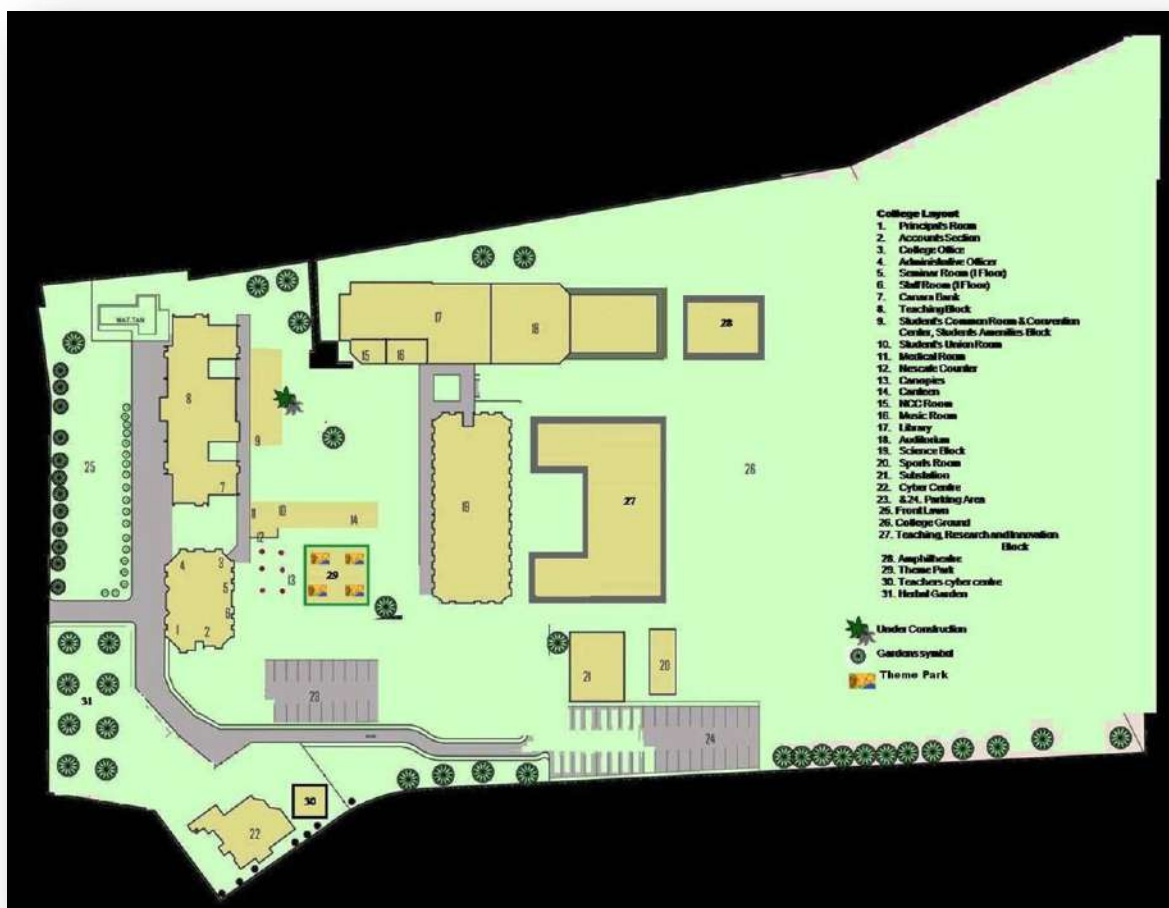 WAT.TAN
17
18
28
15
16
8
9
25
7
19
26
27
11
10
14
12
4
3
5
13
29
6
1
2
21
20
23
31
24
30
22
College Layout
1. Principal's Room
2. Accounts Section
3. College Office
4. Administrative Officer
5. Seminar Room (I Floor)
6. Staff Room (I Floor)
7. Canara Bank
8. Teaching Block
9. Student's Common Room & Convention
Center, Students Amenities Block
10. Student's Union Room
11. Medical Room
12. Nescafe Counter
13. Canopies
14. Canteen
15. NCC Room
16. Music Room
17. Library
18. Auditorium
19. Science Block
20. Sports Room
21. Substation
22. Cyber Centre
23. &24. Parking Area
25. Front Lawn
26. College Ground
27. Teaching, Research and Innovation
Block
28. Amphitheatre
29. Theme Park
30. Teachers cyber centre
31. Herbal Garden
Under Construction
Gardens symbol
Theme Park